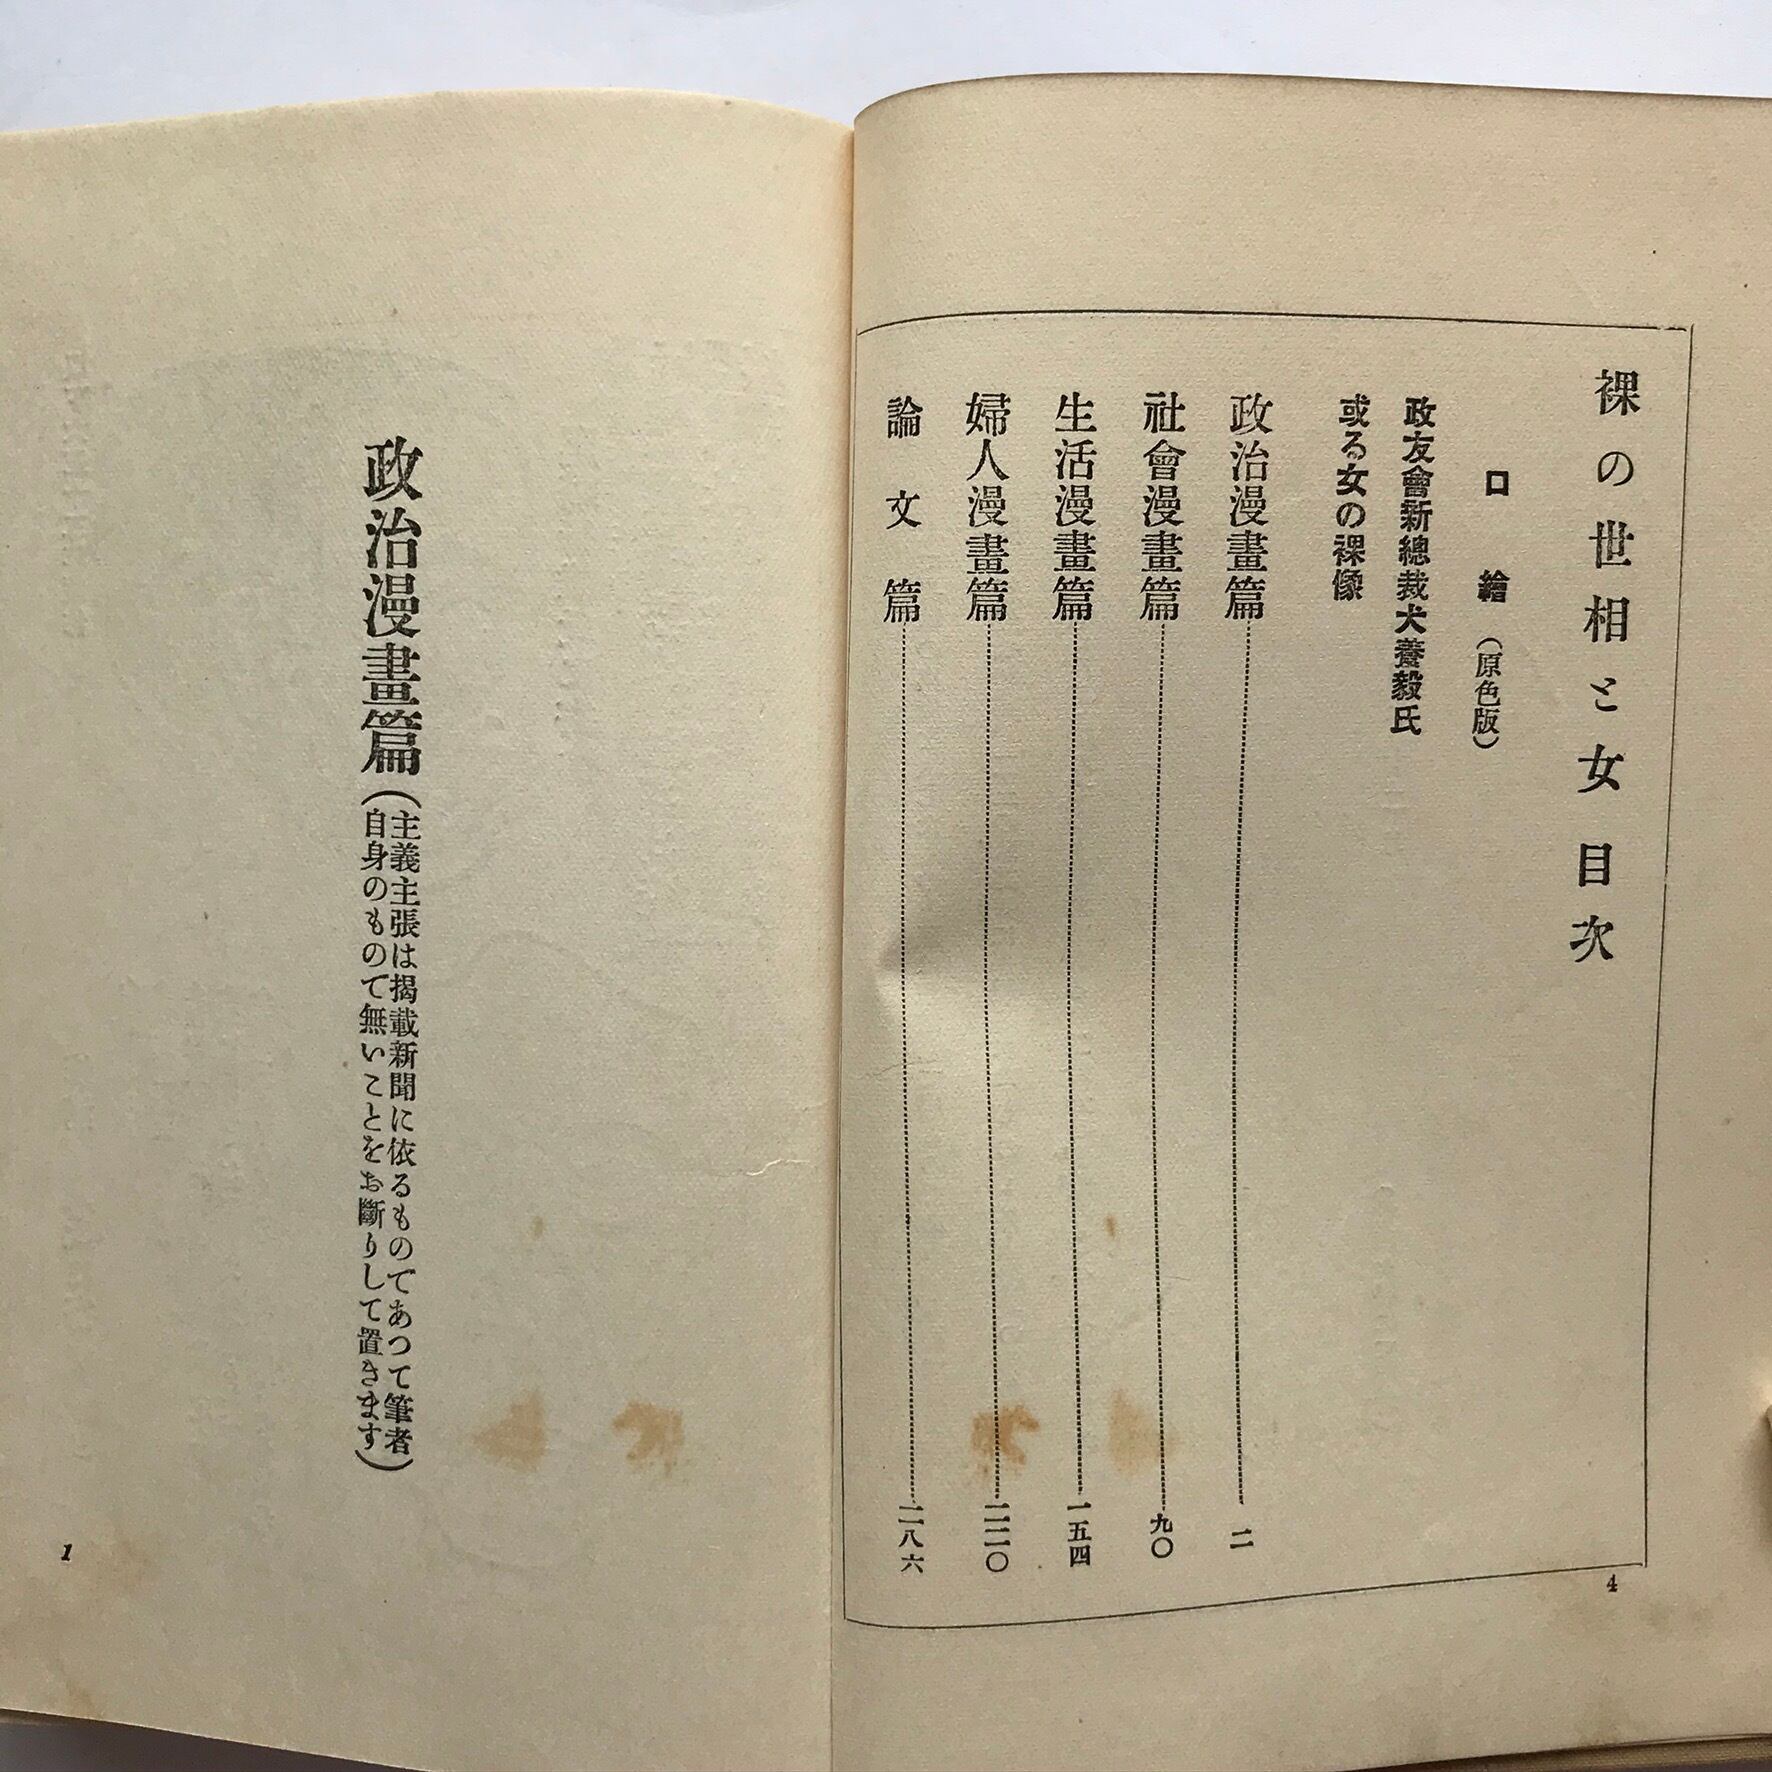 裸の世相と女 目次
口繪（原色版）
政友會新總裁犬養毅氏
或る女の裸像
政治漫畫篇……二
社會漫畫篇……九〇
生活漫畫篇……一五四
婦人漫畫篇……二二〇
論文篇……二八六
4
政治漫畫篇（主義主張は揭載新聞に依るものであつて筆者
自身のもので無いことをお斷りして置きます）
1